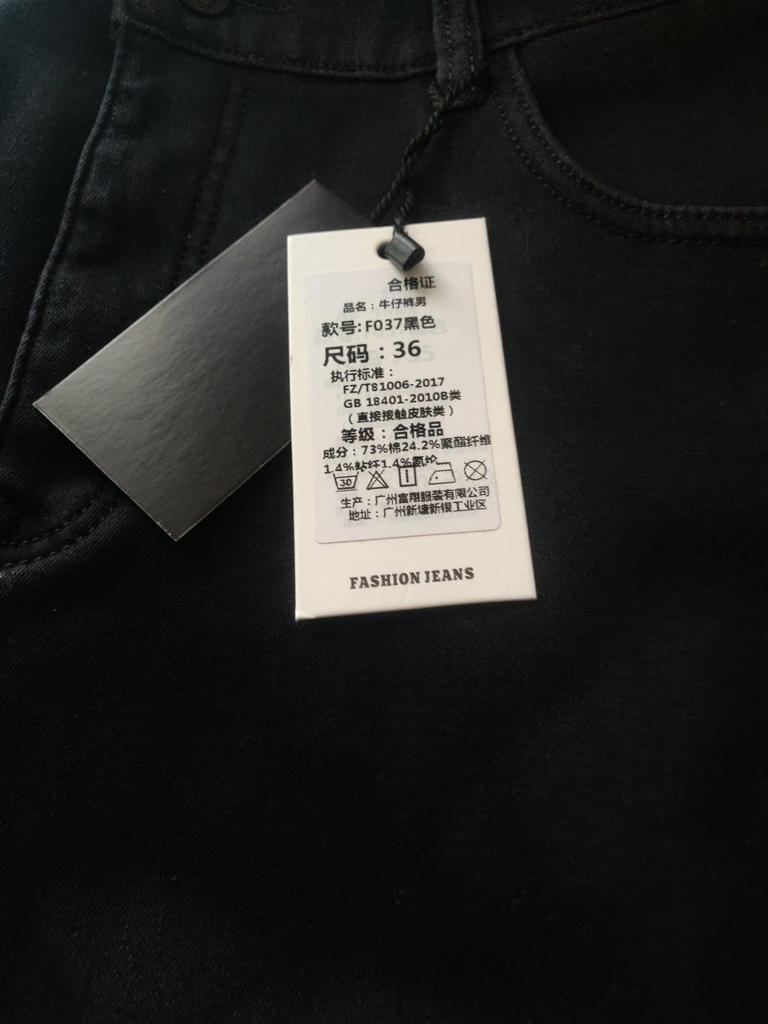 合格证
品名：牛仔裤男
款号:F037黑色
尺码：36
执行标准：
FZ/T81006-2017
GB 18401-2010B类
（直接接触皮肤类）
等级：合格品
成分：73%棉24.2%聚酯纤维
1.4%粘纤1.4%氨纶
30
生产：广州富翔服装有限公司
地址：广州新塘新银工业区
FASHION JEANS